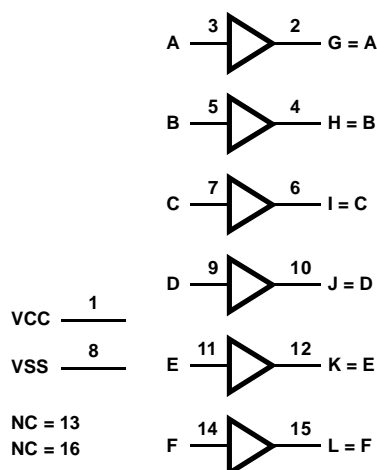 A 3 2 G = A
B 5 4 H = B
C 7 6 I = C
D 9 10 J = D
VCC 1
VSS 8
E 11 12 K = E
NC = 13
NC = 16
F 14 15 L = F